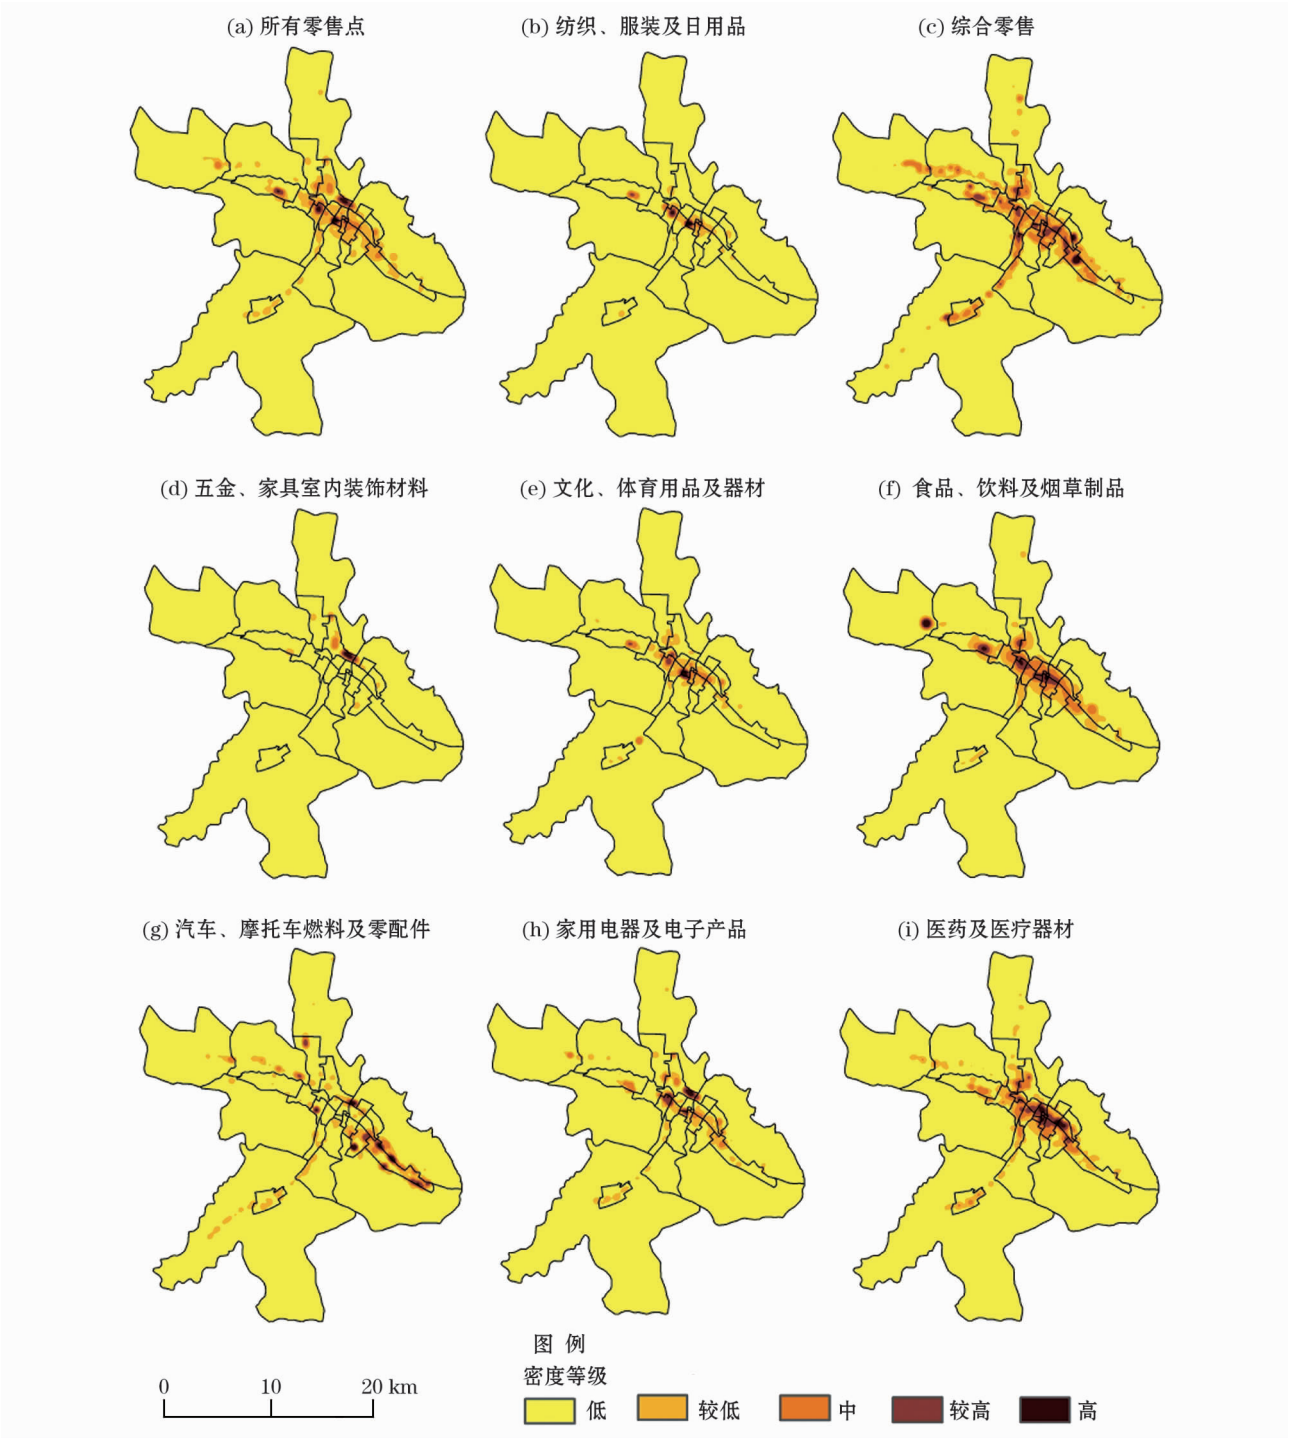 (a) 所有零售点
(b) 纺织、服装及日用品
(c) 综合零售
(d) 五金、家具室内装饰材料
(e) 文化、体育用品及器材
(f) 食品、饮料及烟草制品
(g) 汽车、摩托车燃料及零配件
(h) 家用电器及电子产品
(i) 医药及医疗器材
图 例
密度等级
0 10 20 km
低 较低 中 较高 高